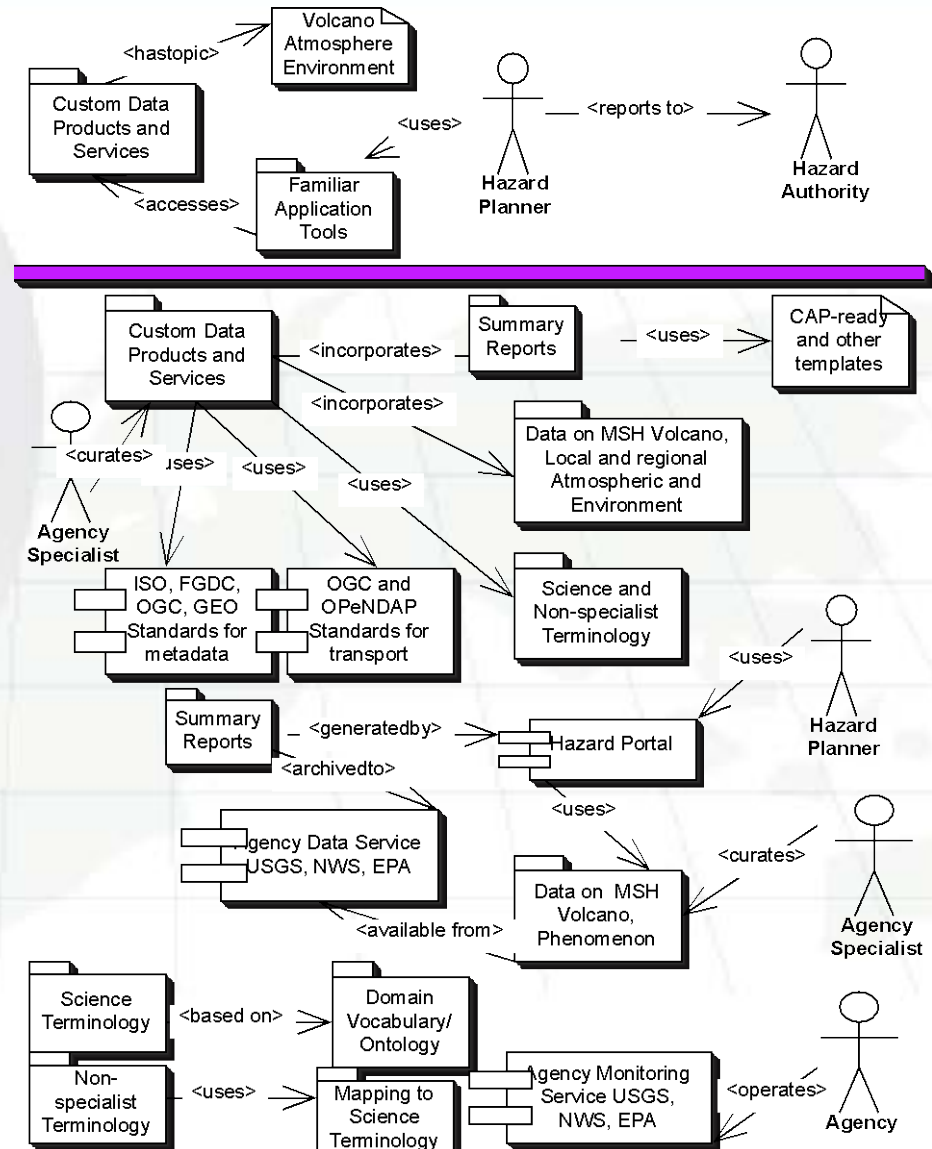 Volcano
Atmosphere
Environment
<hastopic>
Custom Data
Products and
Services
<uses>
<reports to>
Hazard
Planner
Hazard
Authority
Familiar
Application
Tools
<accesses>
Custom Data
Products and
Services
<incorporates>
Summary
Reports
<uses>
CAP-ready
and other
templates
<incorporates>
Data on MSH Volcano,
Local and regional
Atmospheric and
Environment
<curates>
uses>
<uses>
<uses>
Agency
Specialist
ISO, FGDC,
OGC, GEO
Standards for
metadata
OGC and
OPeNDAP
Standards for
transport
Science and
Non-specialist
Terminology
<uses>
Hazard
Planner
Summary
Reports
<generatedby>
Hazard Portal
<archivedto>
<uses>
Agency Data Service
USGS, NWS, EPA
<curates>
Data on MSH
Volcano,
Phenomenon
<available from>
Agency
Specialist
Science
Terminology
<based on>
Domain
Vocabulary/
Ontology
Non-
specialist
Terminology
<uses>
Mapping to
Science
Terminology
Agency Monitoring
Service USGS,
NWS, EPA
<operates>
Agency